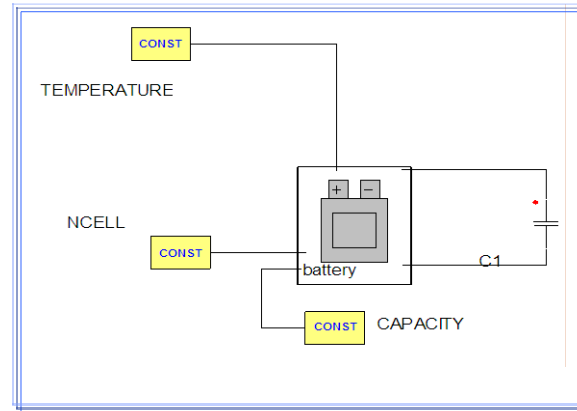 CONST
TEMPERATURE
+ −
NCELL
CONST
battery
C1
CONST
CAPACITY